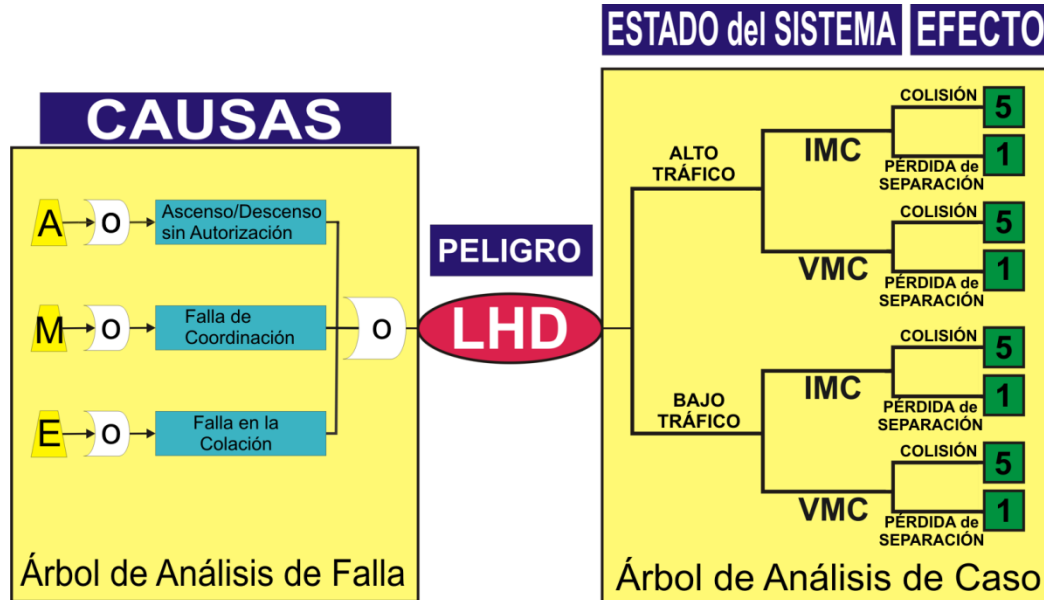 CAUSAS
A
o
Ascenso/Descenso
sin Autorización
M
o
Falla de
Coordinación
E
o
Falla en la
Colación
o
Árbol de Análisis de Falla
PELIGRO
LHD
ESTADO del SISTEMA
EFECTO
ALTO
TRÁFICO
IMC
COLISIÓN
5
1
PÉRDIDA de
SEPARACIÓN
VMC
COLISIÓN
5
1
PÉRDIDA de
SEPARACIÓN
BAJO
TRÁFICO
IMC
COLISIÓN
5
1
PÉRDIDA de
SEPARACIÓN
VMC
COLISIÓN
5
1
PÉRDIDA de
SEPARACIÓN
Árbol de Análisis de Caso